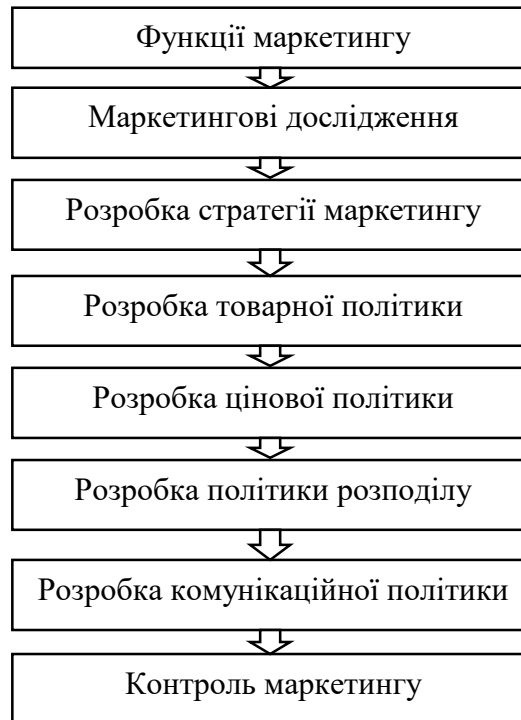 Функції маркетингу
Маркетингові дослідження
Розробка стратегії маркетингу
Розробка товарної політики
Розробка цінової політики
Розробка політики розподілу
Розробка комунікаційної політики
Контроль маркетингу